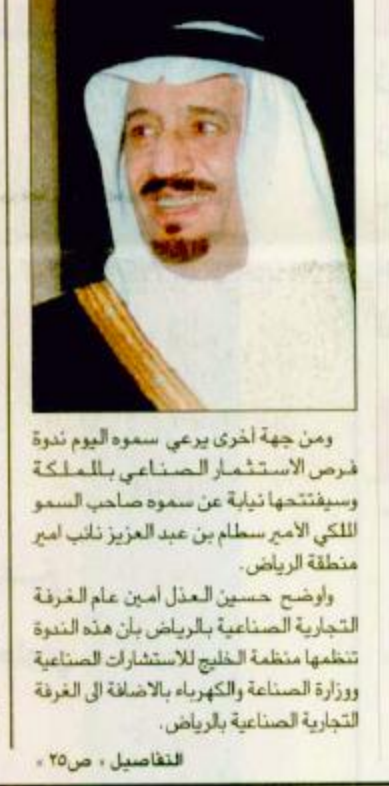 ومن جهة أخرى يرعى سموه اليوم ندوة
فرص الاستثمار الصناعي بالمملكة
وسيفتتحها نيابة عن سموه صاحب السمو
الملكي الأمير سطام بن عبد العزيز نائب امير
منطقة الرياض.
واوضح حسين العذل أمين عام الغرفة
التجارية الصناعية بالرياض بأن هذه الندوة
تنظمها منظمة الخليج للاستشارات الصناعية
ووزارة الصناعة والكهرباء بالاضافة الى الغرفة
التجارية الصناعية بالرياض.
التفاصيل « ص٢٥ »